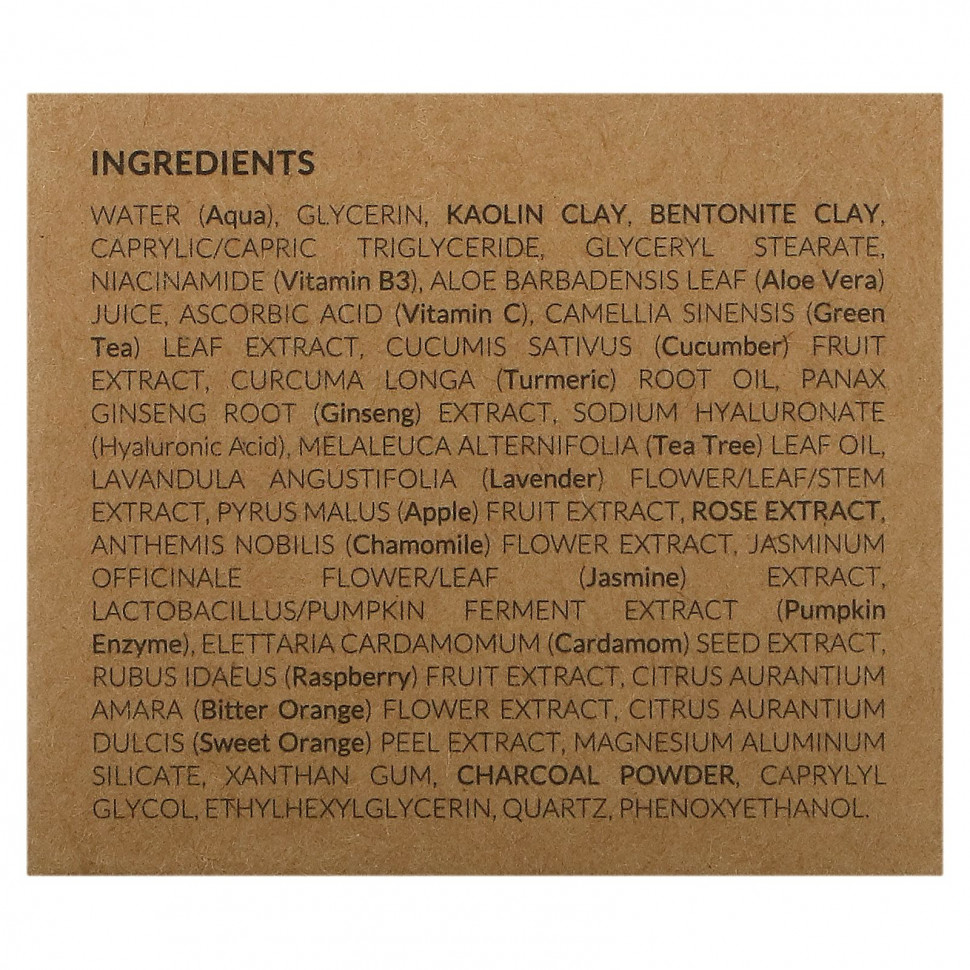 INGREDIENTS
WATER (Aqua), GLYCERIN, KAOLIN CLAY, BENTONITE CLAY,
CAPRYLIC/CAPRIC TRIGLYCERIDE, GLYCERYL STEARATE,
NIACINAMIDE (Vitamin B3), ALOE BARBADENSIS LEAF (Aloe Vera)
JUICE, ASCORBIC ACID (Vitamin C), CAMELLIA SINENSIS (Green
Tea) LEAF EXTRACT, CUCUMIS SATIVUS (Cucumber) FRUIT
EXTRACT, CURCUMA LONGA (Turmeric) ROOT OIL, PANAX
GINSENG ROOT (Ginseng) EXTRACT, SODIUM HYALURONATE
(Hyaluronic Acid), MELALEUCA ALTERNIFOLIA (Tea Tree) LEAF OIL,
LAVANDULA ANGUSTIFOLIA (Lavender) FLOWER/LEAF/STEM
EXTRACT, PYRUS MALUS (Apple) FRUIT EXTRACT, ROSE EXTRACT,
ANTHEMIS NOBILIS (Chamomile) FLOWER EXTRACT, JASMINUM
OFFICINALE FLOWER/LEAF (Jasmine) EXTRACT,
LACTOBACILLUS/PUMPKIN FERMENT EXTRACT (Pumpkin
Enzyme), ELETTARIA CARDAMOMUM (Cardamom) SEED EXTRACT,
RUBUS IDAEUS (Raspberry) FRUIT EXTRACT, CITRUS AURANTIUM
AMARA (Bitter Orange) FLOWER EXTRACT, CITRUS AURANTIUM
DULCIS (Sweet Orange) PEEL EXTRACT, MAGNESIUM ALUMINUM
SILICATE, XANTHAN GUM, CHARCOAL POWDER, CAPRYLYL
GLYCOL, ETHYLHEXYLGLYCERIN, QUARTZ, PHENOXYETHANOL.